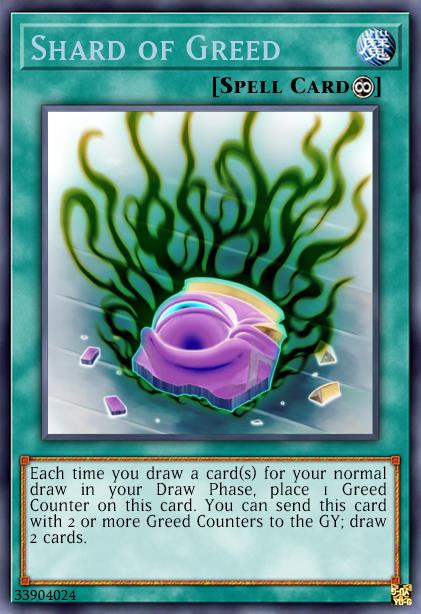 Shard of Greed
魔
[Spell Card∞]
Each time you draw a card(s) for your normal
draw in your Draw Phase, place 1 Greed
Counter on this card. You can send this card
with 2 or more Greed Counters to the GY; draw
2 cards.
33904024